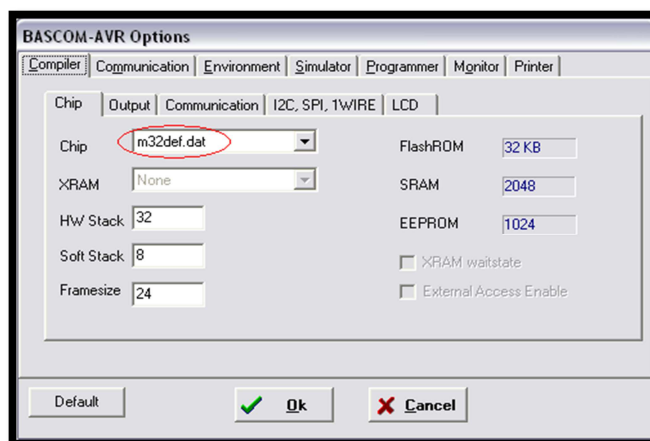 BASCOM-AVR Options
Compiler Communication Environment Simulator Programmer Monitor Printer
Chip Output Communication I2C, SPI, 1WIRE LCD
Chip m32def.dat FlashROM 32 KB
XRAM None SRAM 2048
HW Stack 32 EEPROM 1024
Soft Stack 8 XRAM waitstate
Framesize 24 External Access Enable
Default Ok Cancel